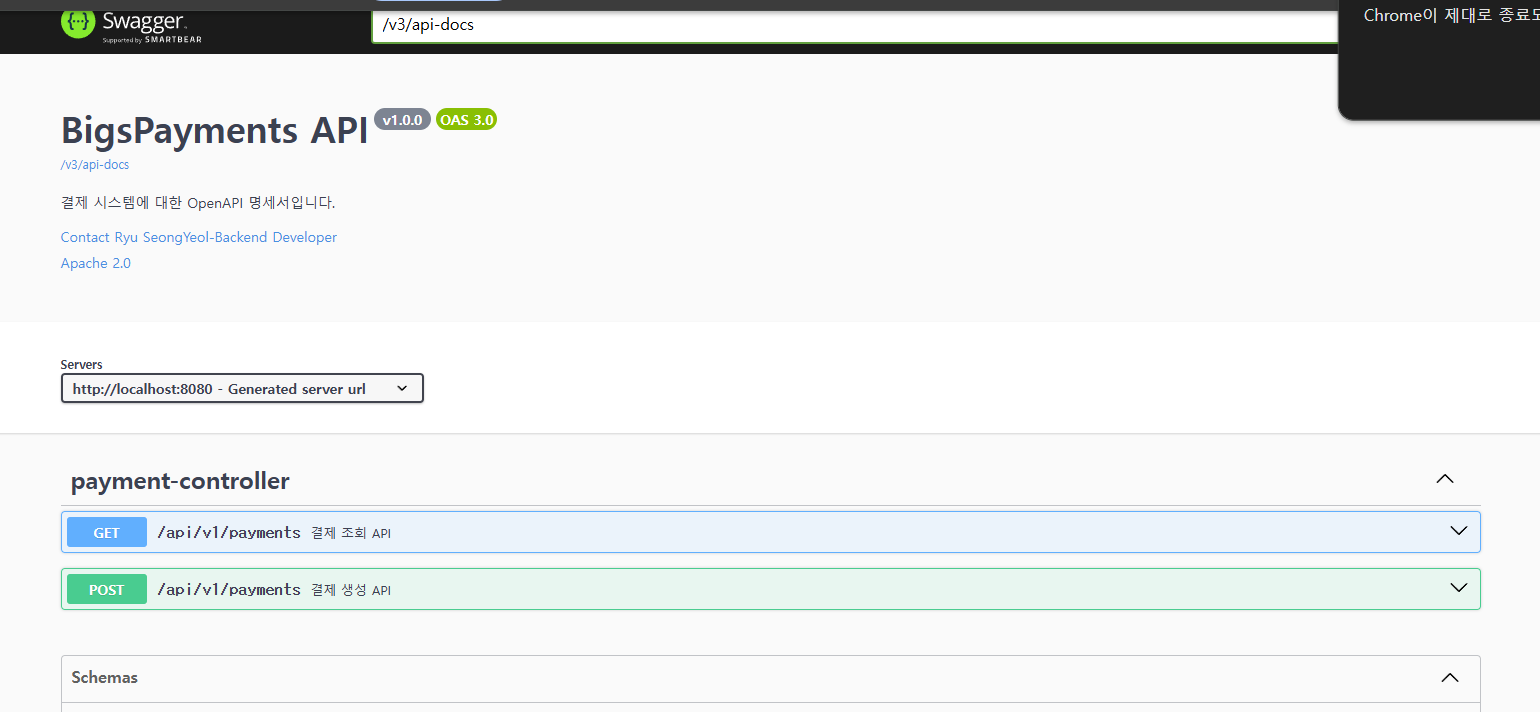 Swagger
Supported by SMARTBEAR
/v3/api-docs
Chrome이 제대로 종료
BigsPayments API v1.0.0 OAS 3.0
/v3/api-docs
결제 시스템에 대한 OpenAPI 명세서입니다.
Contact Ryu SeongYeol-Backend Developer
Apache 2.0
Servers
http://localhost:8080 - Generated server url
payment-controller
GET /api/v1/payments 결제 조회 API
POST /api/v1/payments 결제 생성 API
Schemas